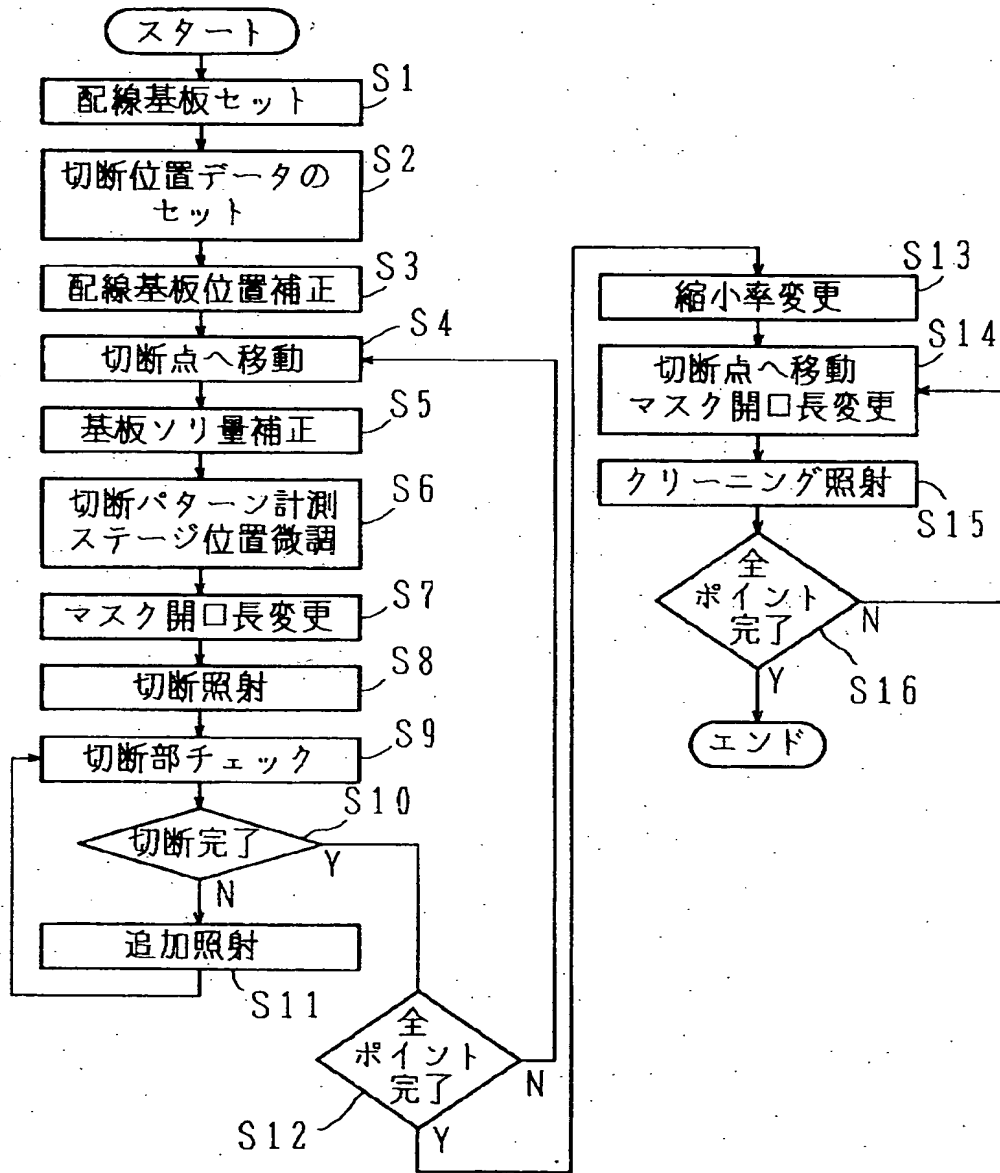 スタート
S1
配線基板セット
S2
切断位置データの
セット
S3
配線基板位置補正
S4
切断点へ移動
S5
基板ソリ量補正
S6
切断パターン計測
ステージ位置微調
S7
マスク開口長変更
S8
切断照射
S9
切断部チェック
S10
切断完了
Y
N
追加照射
S11
全
ポイント
完了
N
S12
Y
S13
縮小率変更
S14
切断点へ移動
マスク開口長変更
クリーニング照射
S15
全
ポイント
完了
N
Y
S16
エンド